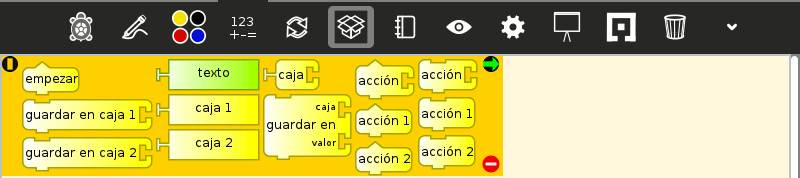 123
+-=
empezar
texto
caja
acción
acción
guardar en caja 1
caja 1
caja
guardar en
valor
acción 1
acción 1
guardar en caja 2
caja 2
acción 2
acción 2